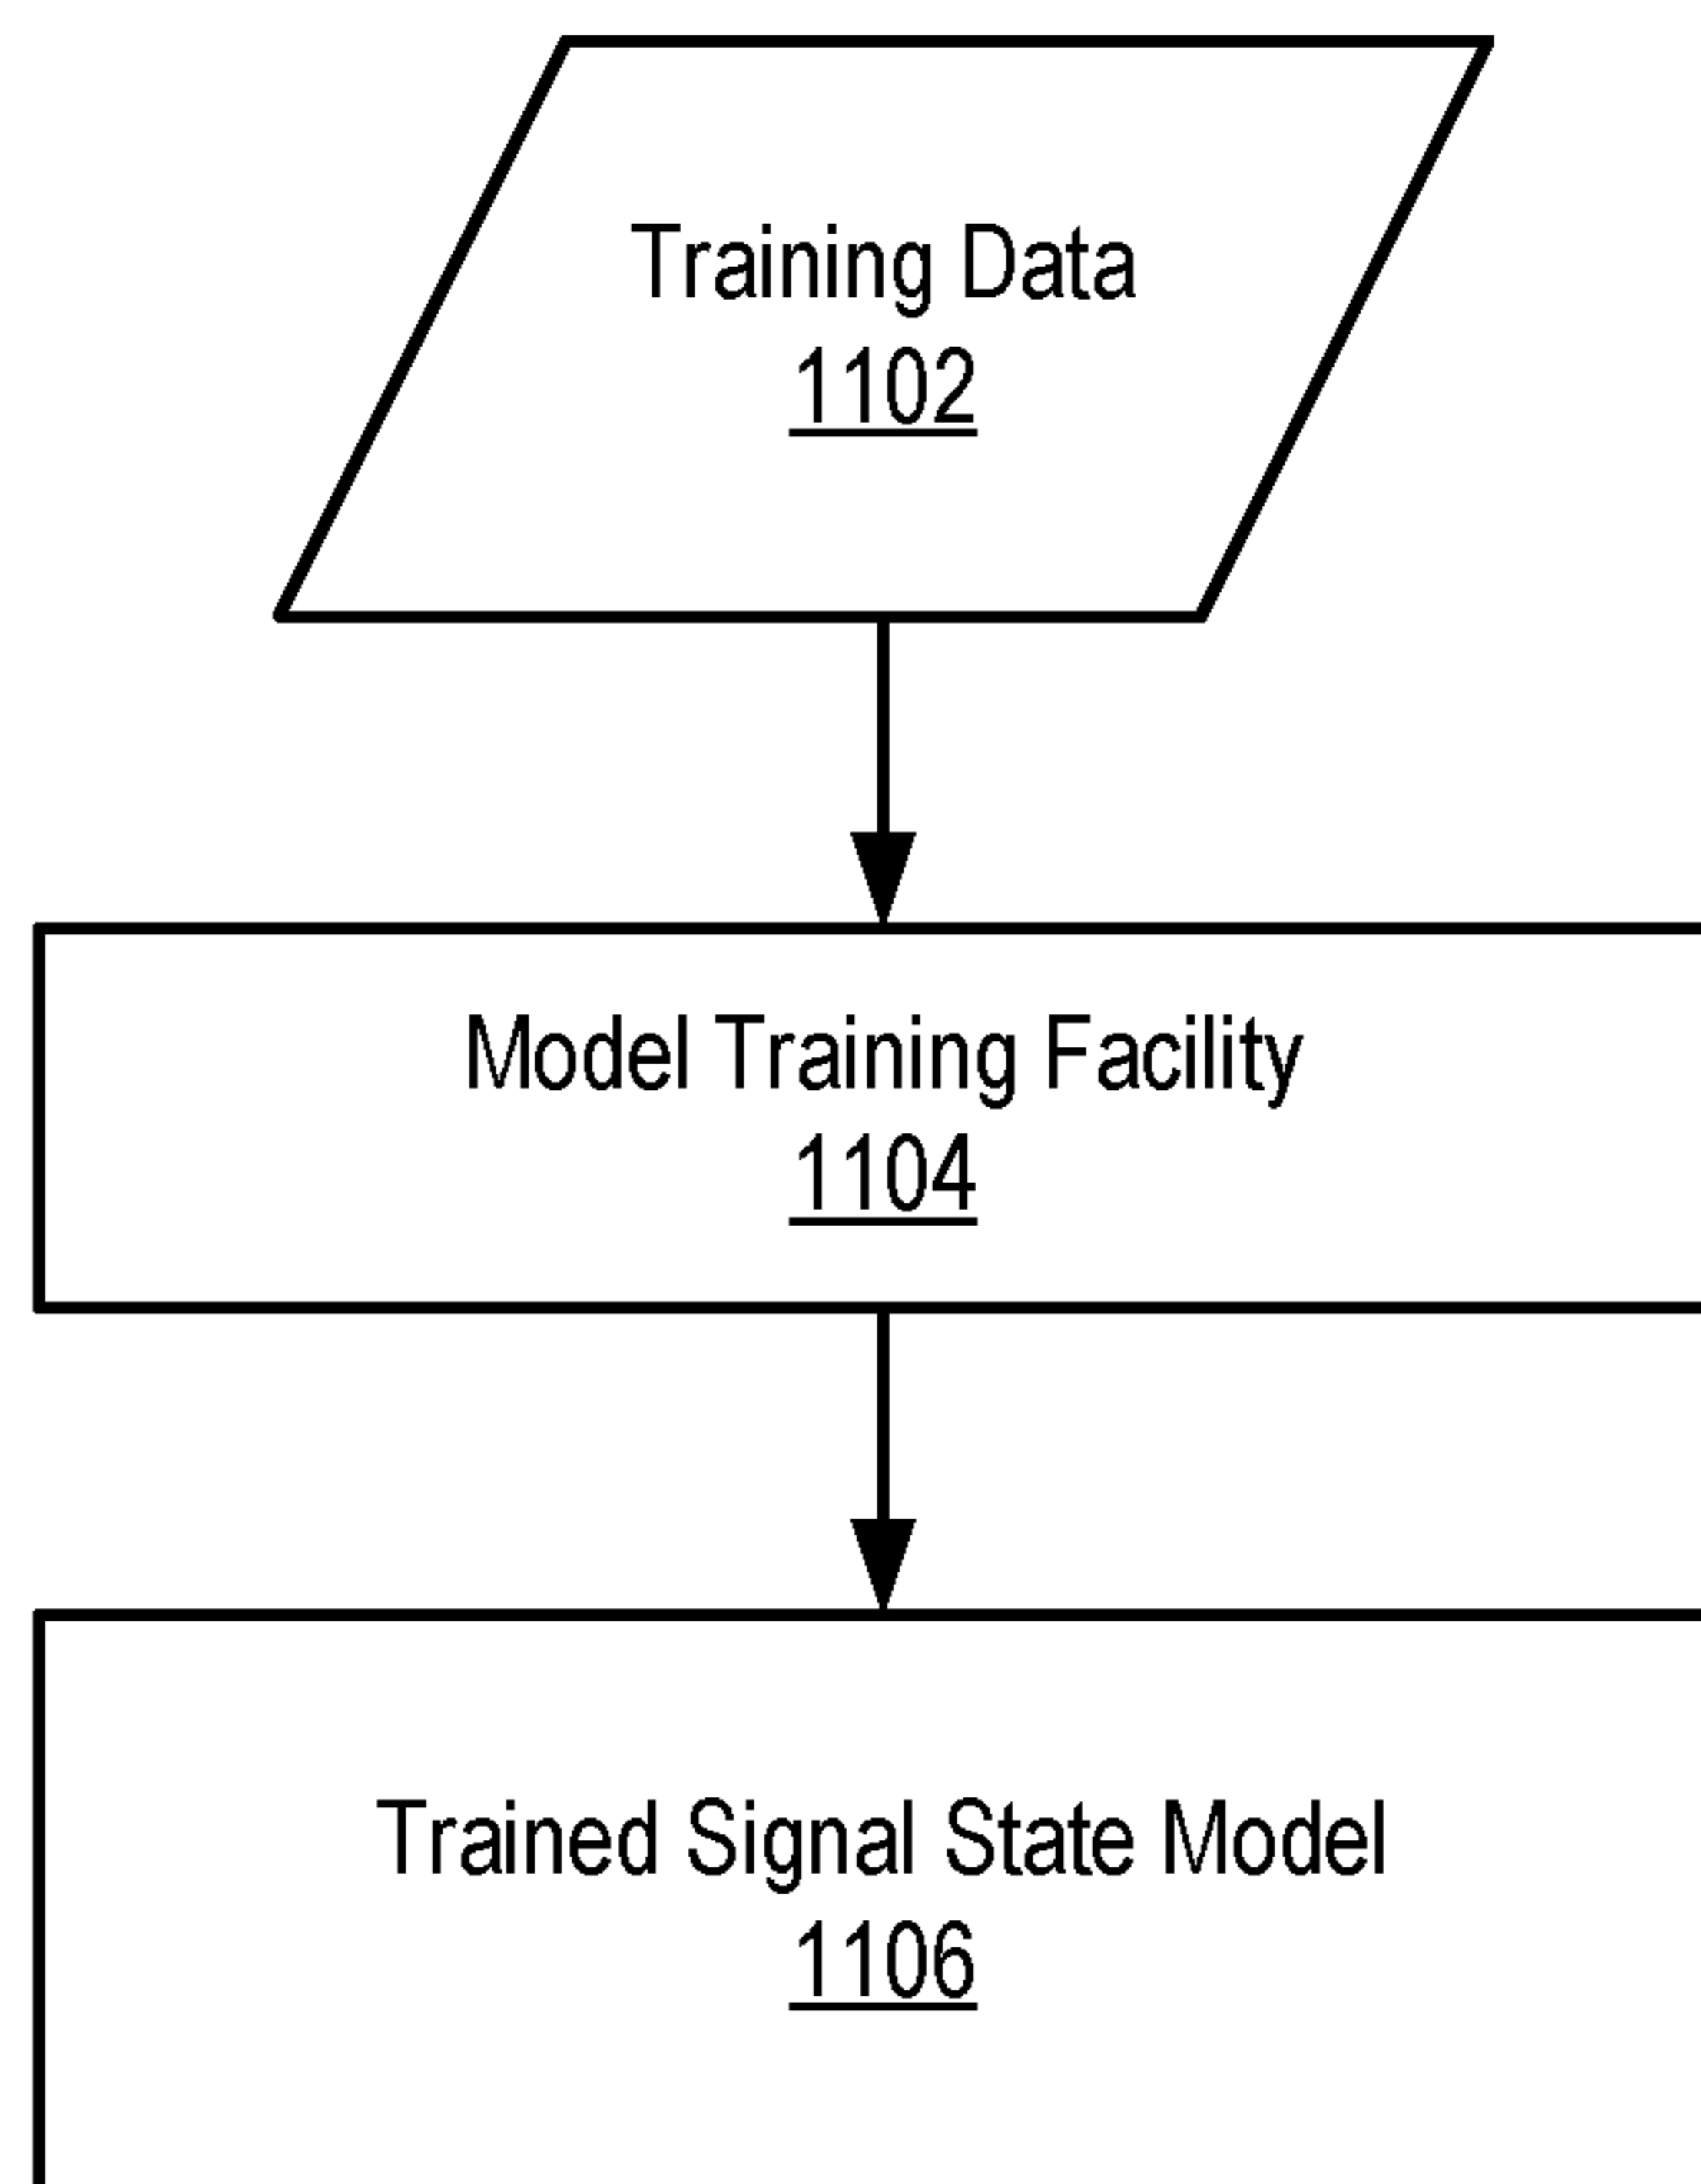 Training Data
1102
Model Training Facility
1104
Trained Signal State Model
1106